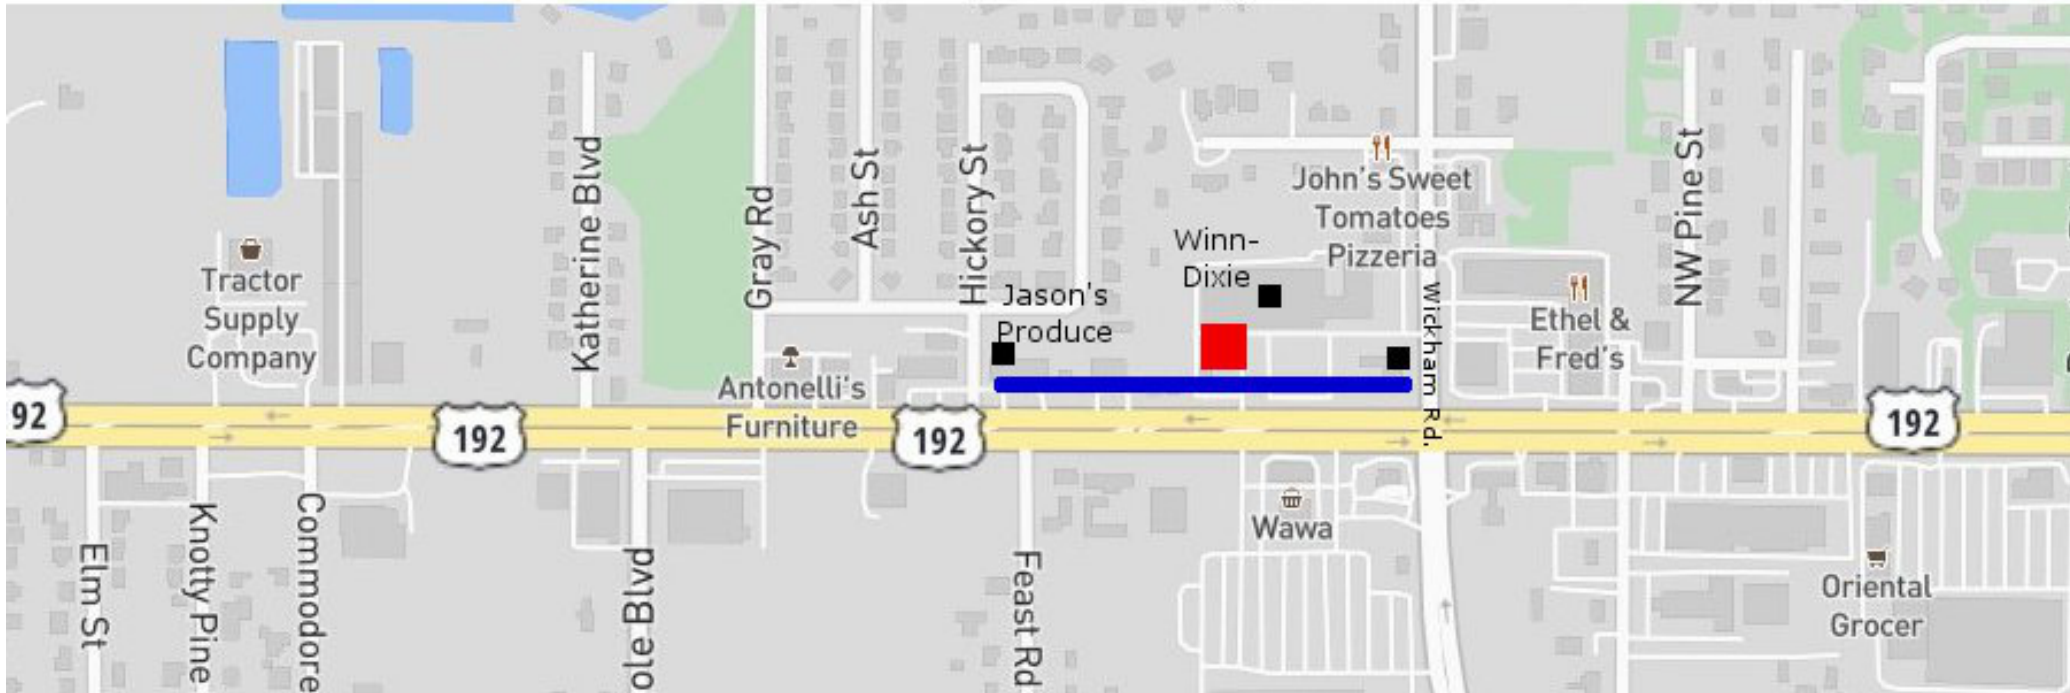 John's Sweet
Tomatoes
Pizzeria
Winn-
Dixie
Jason's
Produce
Tractor
Supply
Company
Ethel &
Fred's
Antonelli's
Furniture
Katherine Blvd
Gray Rd
Ash St
Hickory St
Wickham Rd.
NW Pine St
92
192
192
192
Wawa
Oriental
Grocer
Elm St
Knotty Pine
Commodore
ole Blvd
Feast Rd